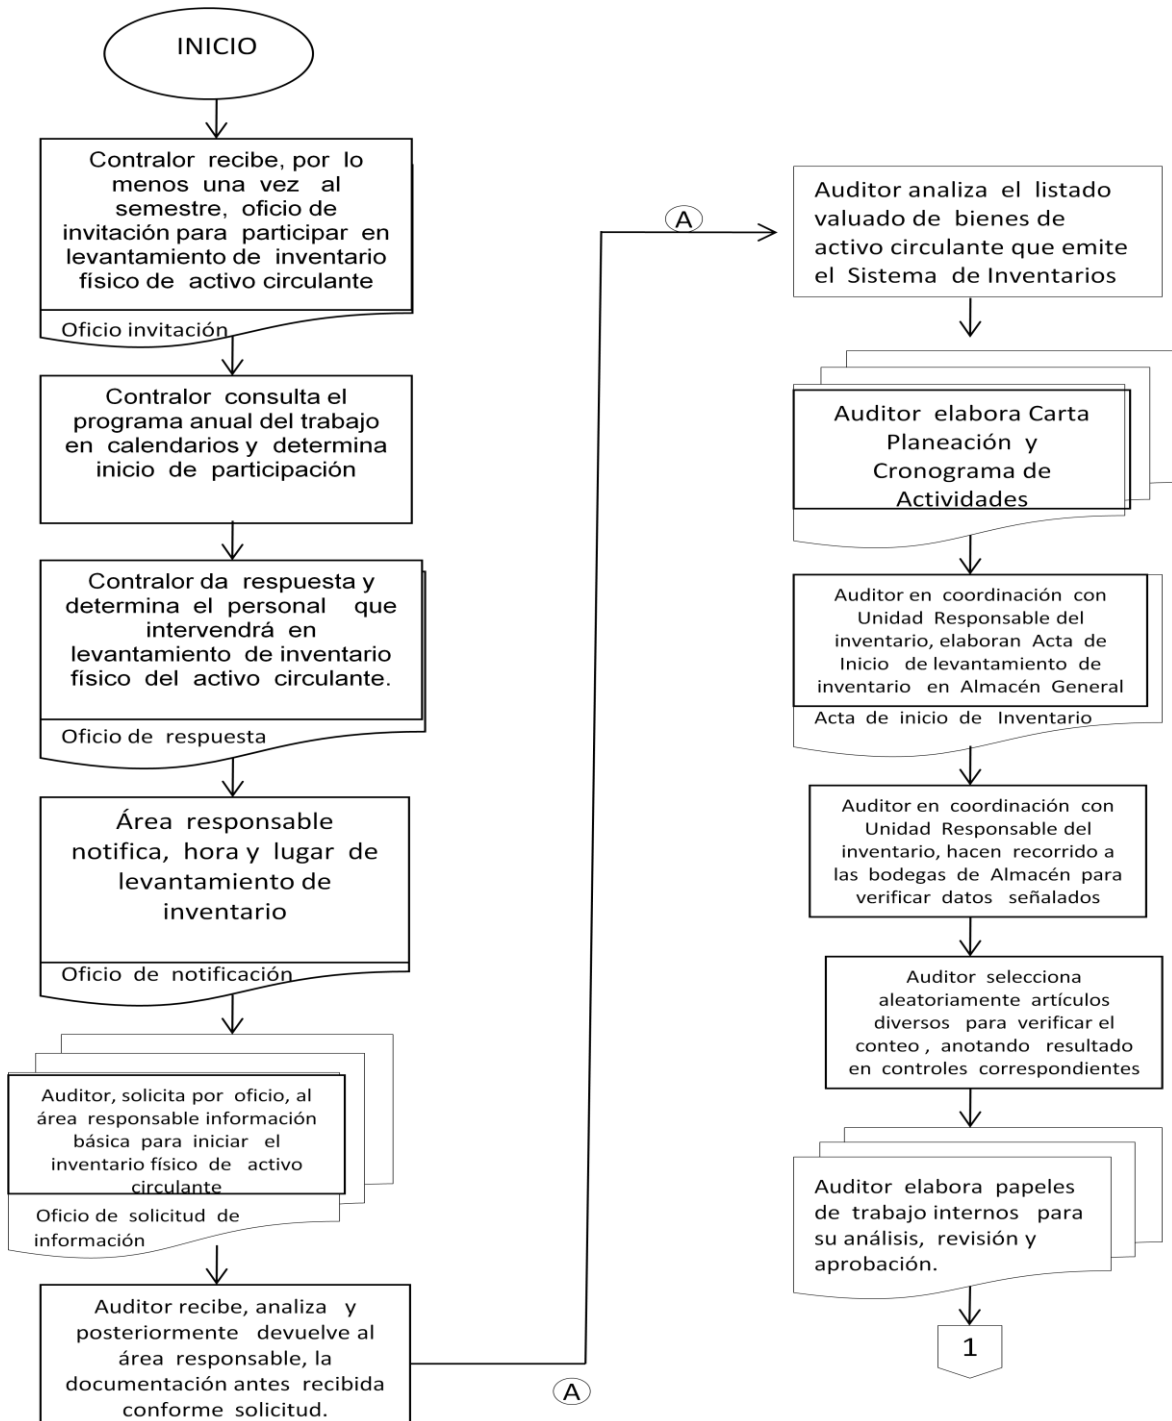 INICIO
Contralor recibe, por lo
menos una vez al
semestre, oficio de
invitación para participar en
levantamiento de inventario
físico de activo circulante
Oficio invitación
Contralor consulta el
programa anual del trabajo
en calendarios y determina
inicio de participación
Contralor da respuesta y
determina el personal que
intervendrá en
levantamiento de inventario
físico del activo circulante.
Oficio de respuesta
Área responsable
notifica, hora y lugar de
levantamiento de
inventario
Oficio de notificación
Auditor, solicita por oficio, al
área responsable información
básica para iniciar el
inventario físico de activo
circulante
Oficio de solicitud de
información
Auditor recibe, analiza y
posteriormente devuelve al
área responsable, la
documentación antes recibida
conforme solicitud.
A
A
Auditor analiza el listado
valuado de bienes de
activo circulante que emite
el Sistema de Inventarios
Auditor elabora Carta
Planeación y
Cronograma de
Actividades
Auditor en coordinación con
Unidad Responsable del
inventario, elaboran Acta de
Inicio de levantamiento de
inventario en Almacén General
Acta de inicio de Inventario
Auditor en coordinación con
Unidad Responsable del
inventario, hacen recorrido a
las bodegas de Almacén para
verificar datos señalados
Auditor selecciona
aleatoriamente artículos
diversos para verificar el
conteo , anotando resultado
en controles correspondientes
Auditor elabora papeles
de trabajo internos para
su análisis, revisión y
aprobación.
1